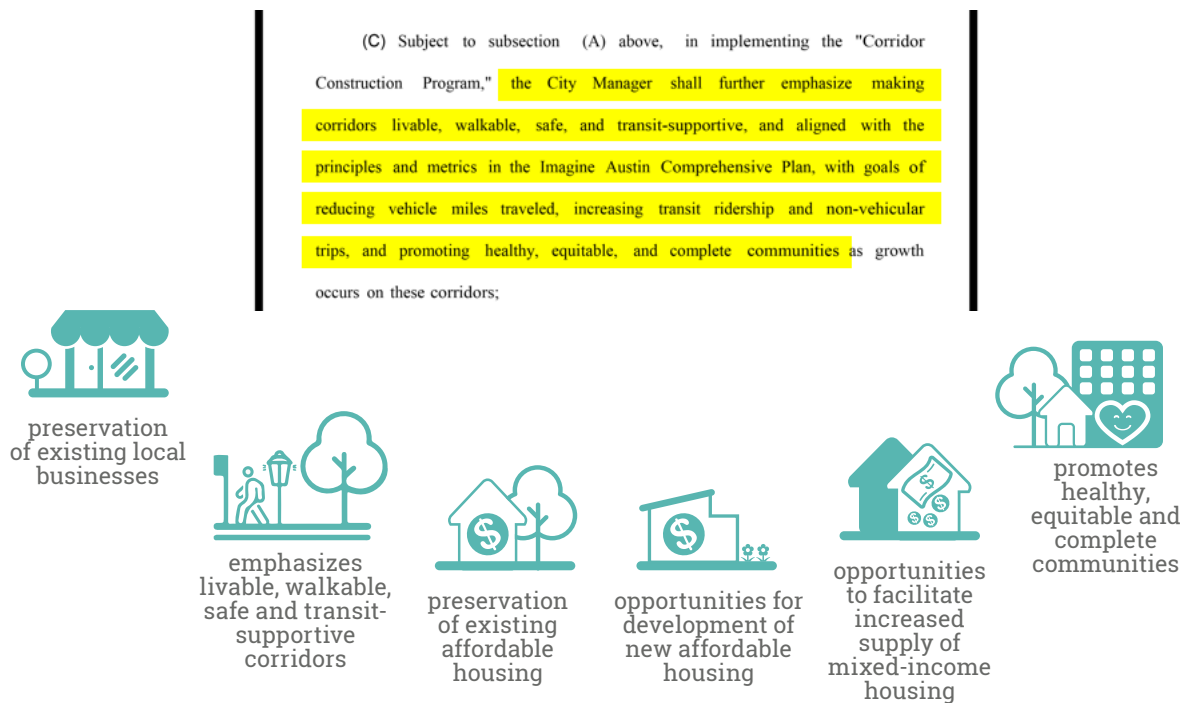 (C) Subject to subsection (A) above, in implementing the "Corridor
Construction Program," the City Manager shall further emphasize making
corridors livable, walkable, safe, and transit-supportive, and aligned with the
principles and metrics in the Imagine Austin Comprehensive Plan, with goals of
reducing vehicle miles traveled, increasing transit ridership and non-vehicular
trips, and promoting healthy, equitable, and complete communities as growth
occurs on these corridors;
preservation
of existing local
businesses
emphasizes
livable, walkable,
safe and transit-
supportive
corridors
$
preservation
of existing
affordable
housing
$
opportunities for
development of
new affordable
housing
$
$
$ $
opportunities
to facilitate
increased
supply of
mixed-income
housing
promotes
healthy,
equitable and
complete
communities